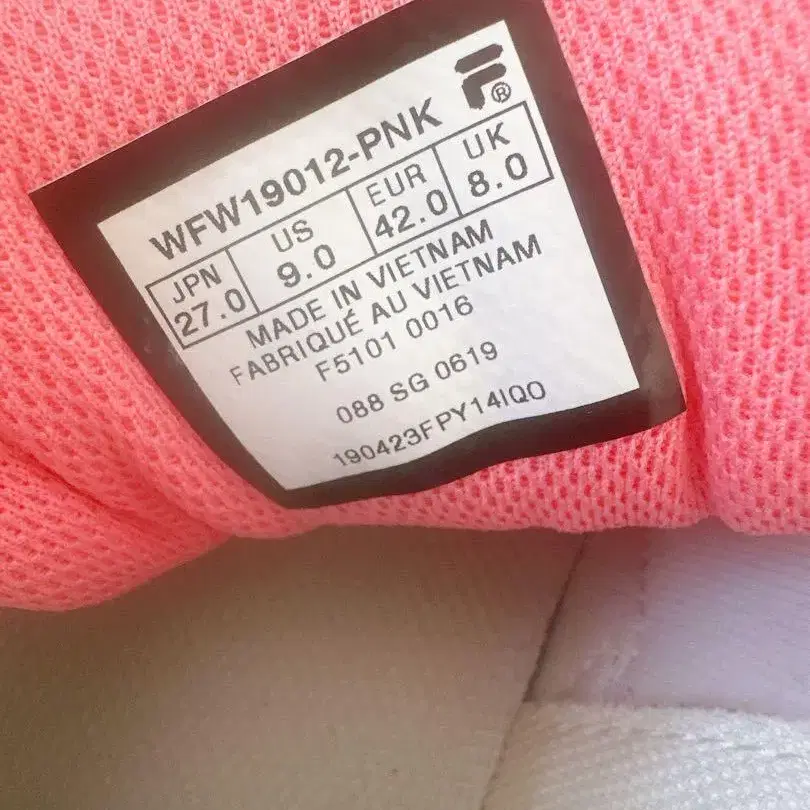 WFW19012-PNK
JPN US EUR UK
27.0 9.0 42.0 8.0
MADE IN VIETNAM
FABRIQUÉ AU VIETNAM
F5101 0016
088 SG 0619
190423FPY14IQO